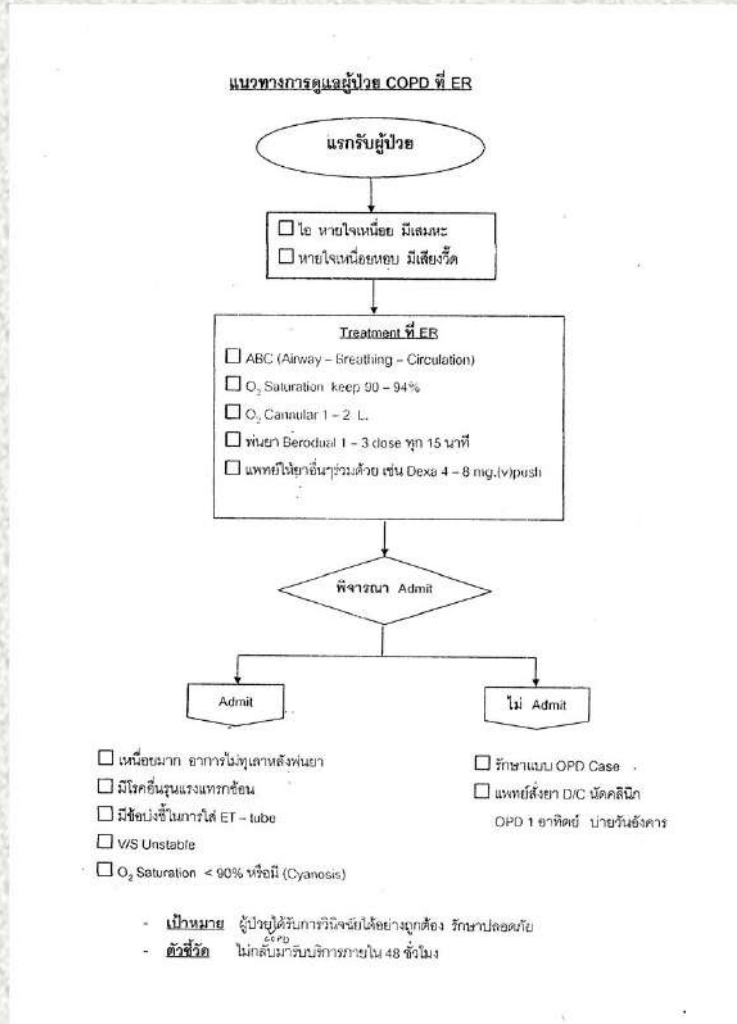 แนวทางการดูแลผู้ป่วย COPD ที่ ER
แรกรับผู้ป่วย
ไอ หายใจเหนื่อย มีเสมหะ
หายใจเหนื่อยหอบ มีเสียงวี๊ด
Treatment ที่ ER
ABC (Airway – Breathing – Circulation)
O₂ Saturation keep 90 – 94%
O₂ Cannular 1 – 2 L.
พ่นยา Berodual 1 – 3 dose ทุก 15 นาที
แพทย์ให้ยาอื่นๆร่วมด้วย เช่น Dexa 4 – 8 mg.(v)push
พิจารณา Admit
Admit
ไม่ Admit
เหนื่อยมาก อาการไม่ทุเลาหลังพ่นยา
มีโรคอื่นรุนแรงแทรกซ้อน
มีข้อบ่งชี้ในการใส่ ET – tube
V/S Unstable
O₂ Saturation < 90% หรือมี (Cyanosis)
รักษาแบบ OPD Case
แพทย์สั่งยา D/C นัดคลินิก
OPD 1 อาทิตย์ บ่ายวันอังคาร
- เป้าหมาย ผู้ป่วยได้รับการวินิจฉัยได้อย่างถูกต้อง รักษาปลอดภัย
COPD
- ตัวชี้วัด ไม่กลับมารับบริการภายใน 48 ชั่วโมง